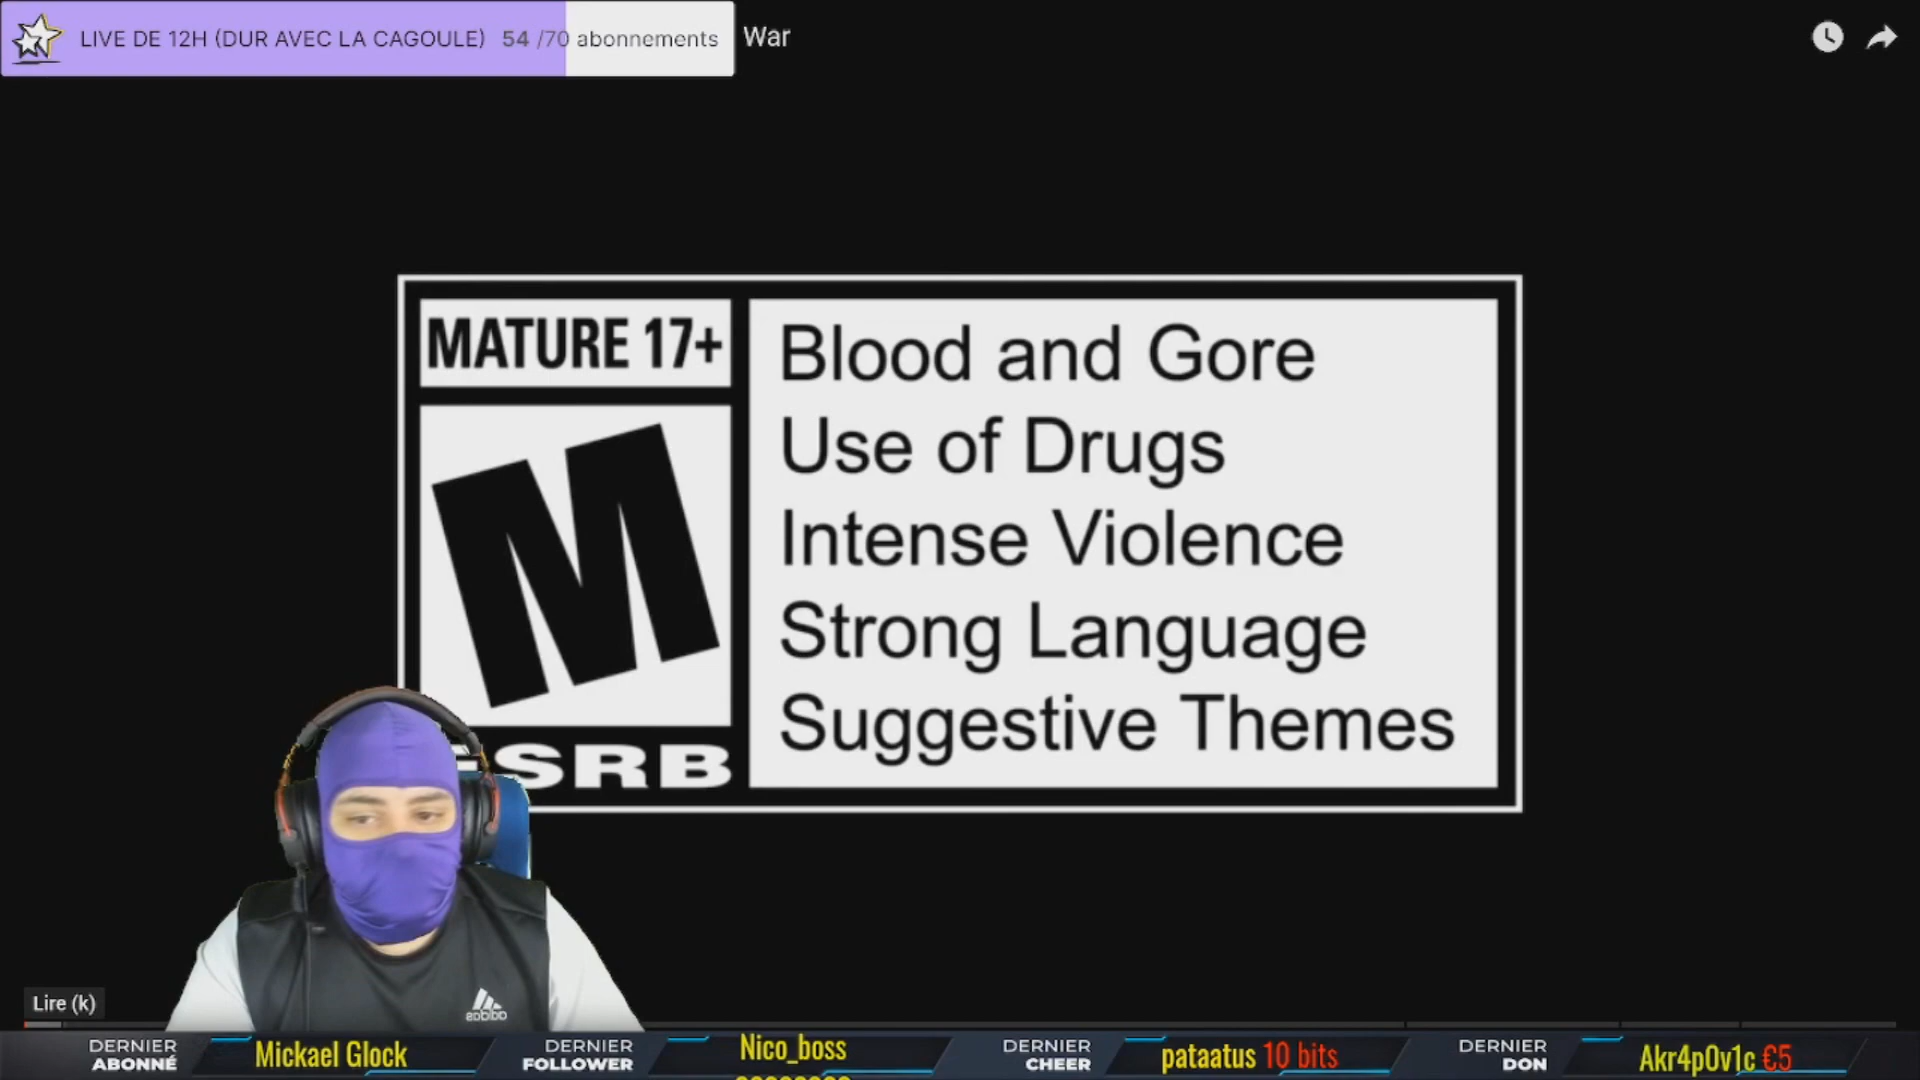 LIVE DE 12H (DUR AVEC LA CAGOULE) 54 /70 abonnements
War
MATURE 17+
M
ESRB
Blood and Gore
Use of Drugs
Intense Violence
Strong Language
Suggestive Themes
adidas
Lire (k)
DERNIER
ABONNÉ
Mickael Glock
DERNIER
FOLLOWER
Nico_boss
DERNIER
CHEER
pataatus 10 bits
DERNIER
DON
Akr4p0v1c €5